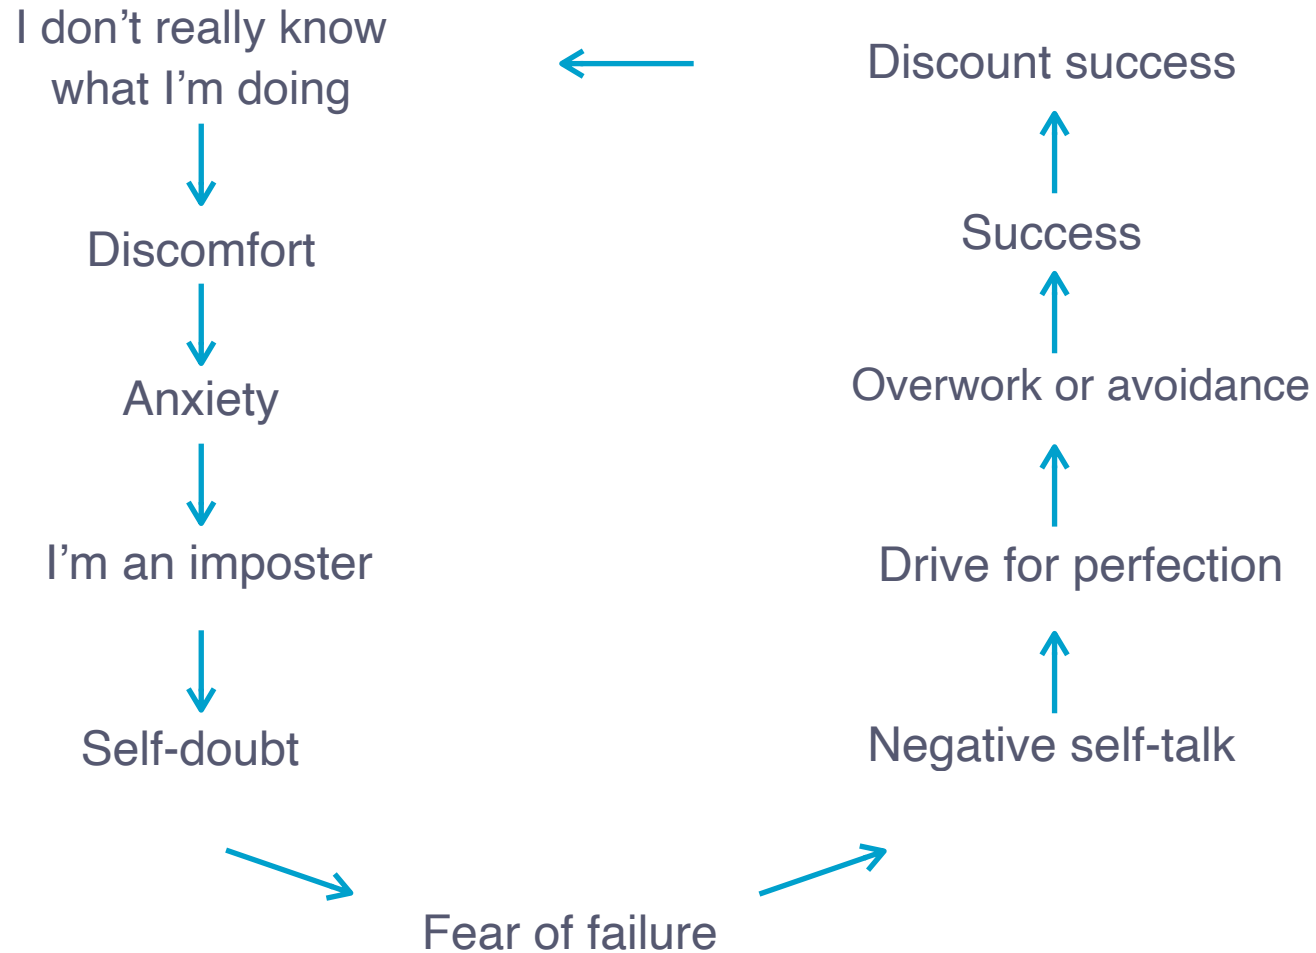 I don’t really know
what I’m doing
Discomfort
Anxiety
I’m an imposter
Self-doubt
Fear of failure
Negative self-talk
Drive for perfection
Overwork or avoidance
Success
Discount success